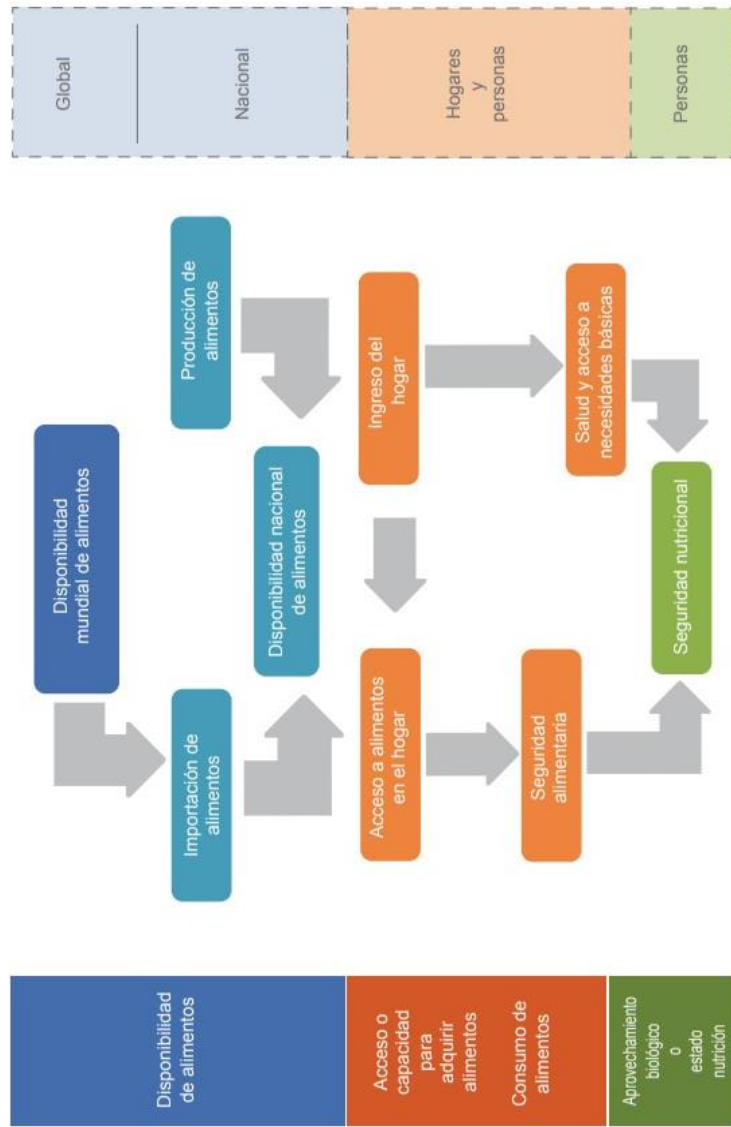 Disponibilidad
de alimentos
Acceso o
capacidad
para
adquirir
alimentos
Consumo de
alimentos
Aprovechamiento
biológico
o
estado
nutrición
Disponibilidad
mundial de alimentos
Importación de
alimentos
Producción de
alimentos
Disponibilidad nacional
de alimentos
Acceso a alimentos
en el hogar
Ingreso del
hogar
Seguridad
alimentaria
Salud y acceso a
necesidades básicas
Seguridad nutricional
Global
Nacional
Hogares
y
personas
Personas